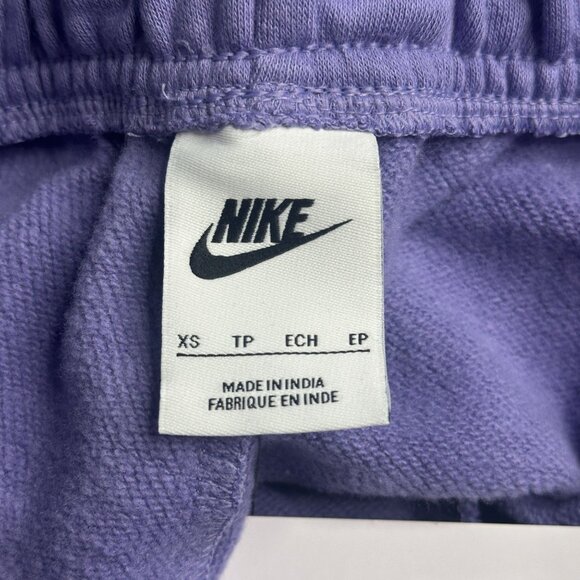 NIKE
XS TP ECH EP
MADE IN INDIA
FABRIQUE EN INDE